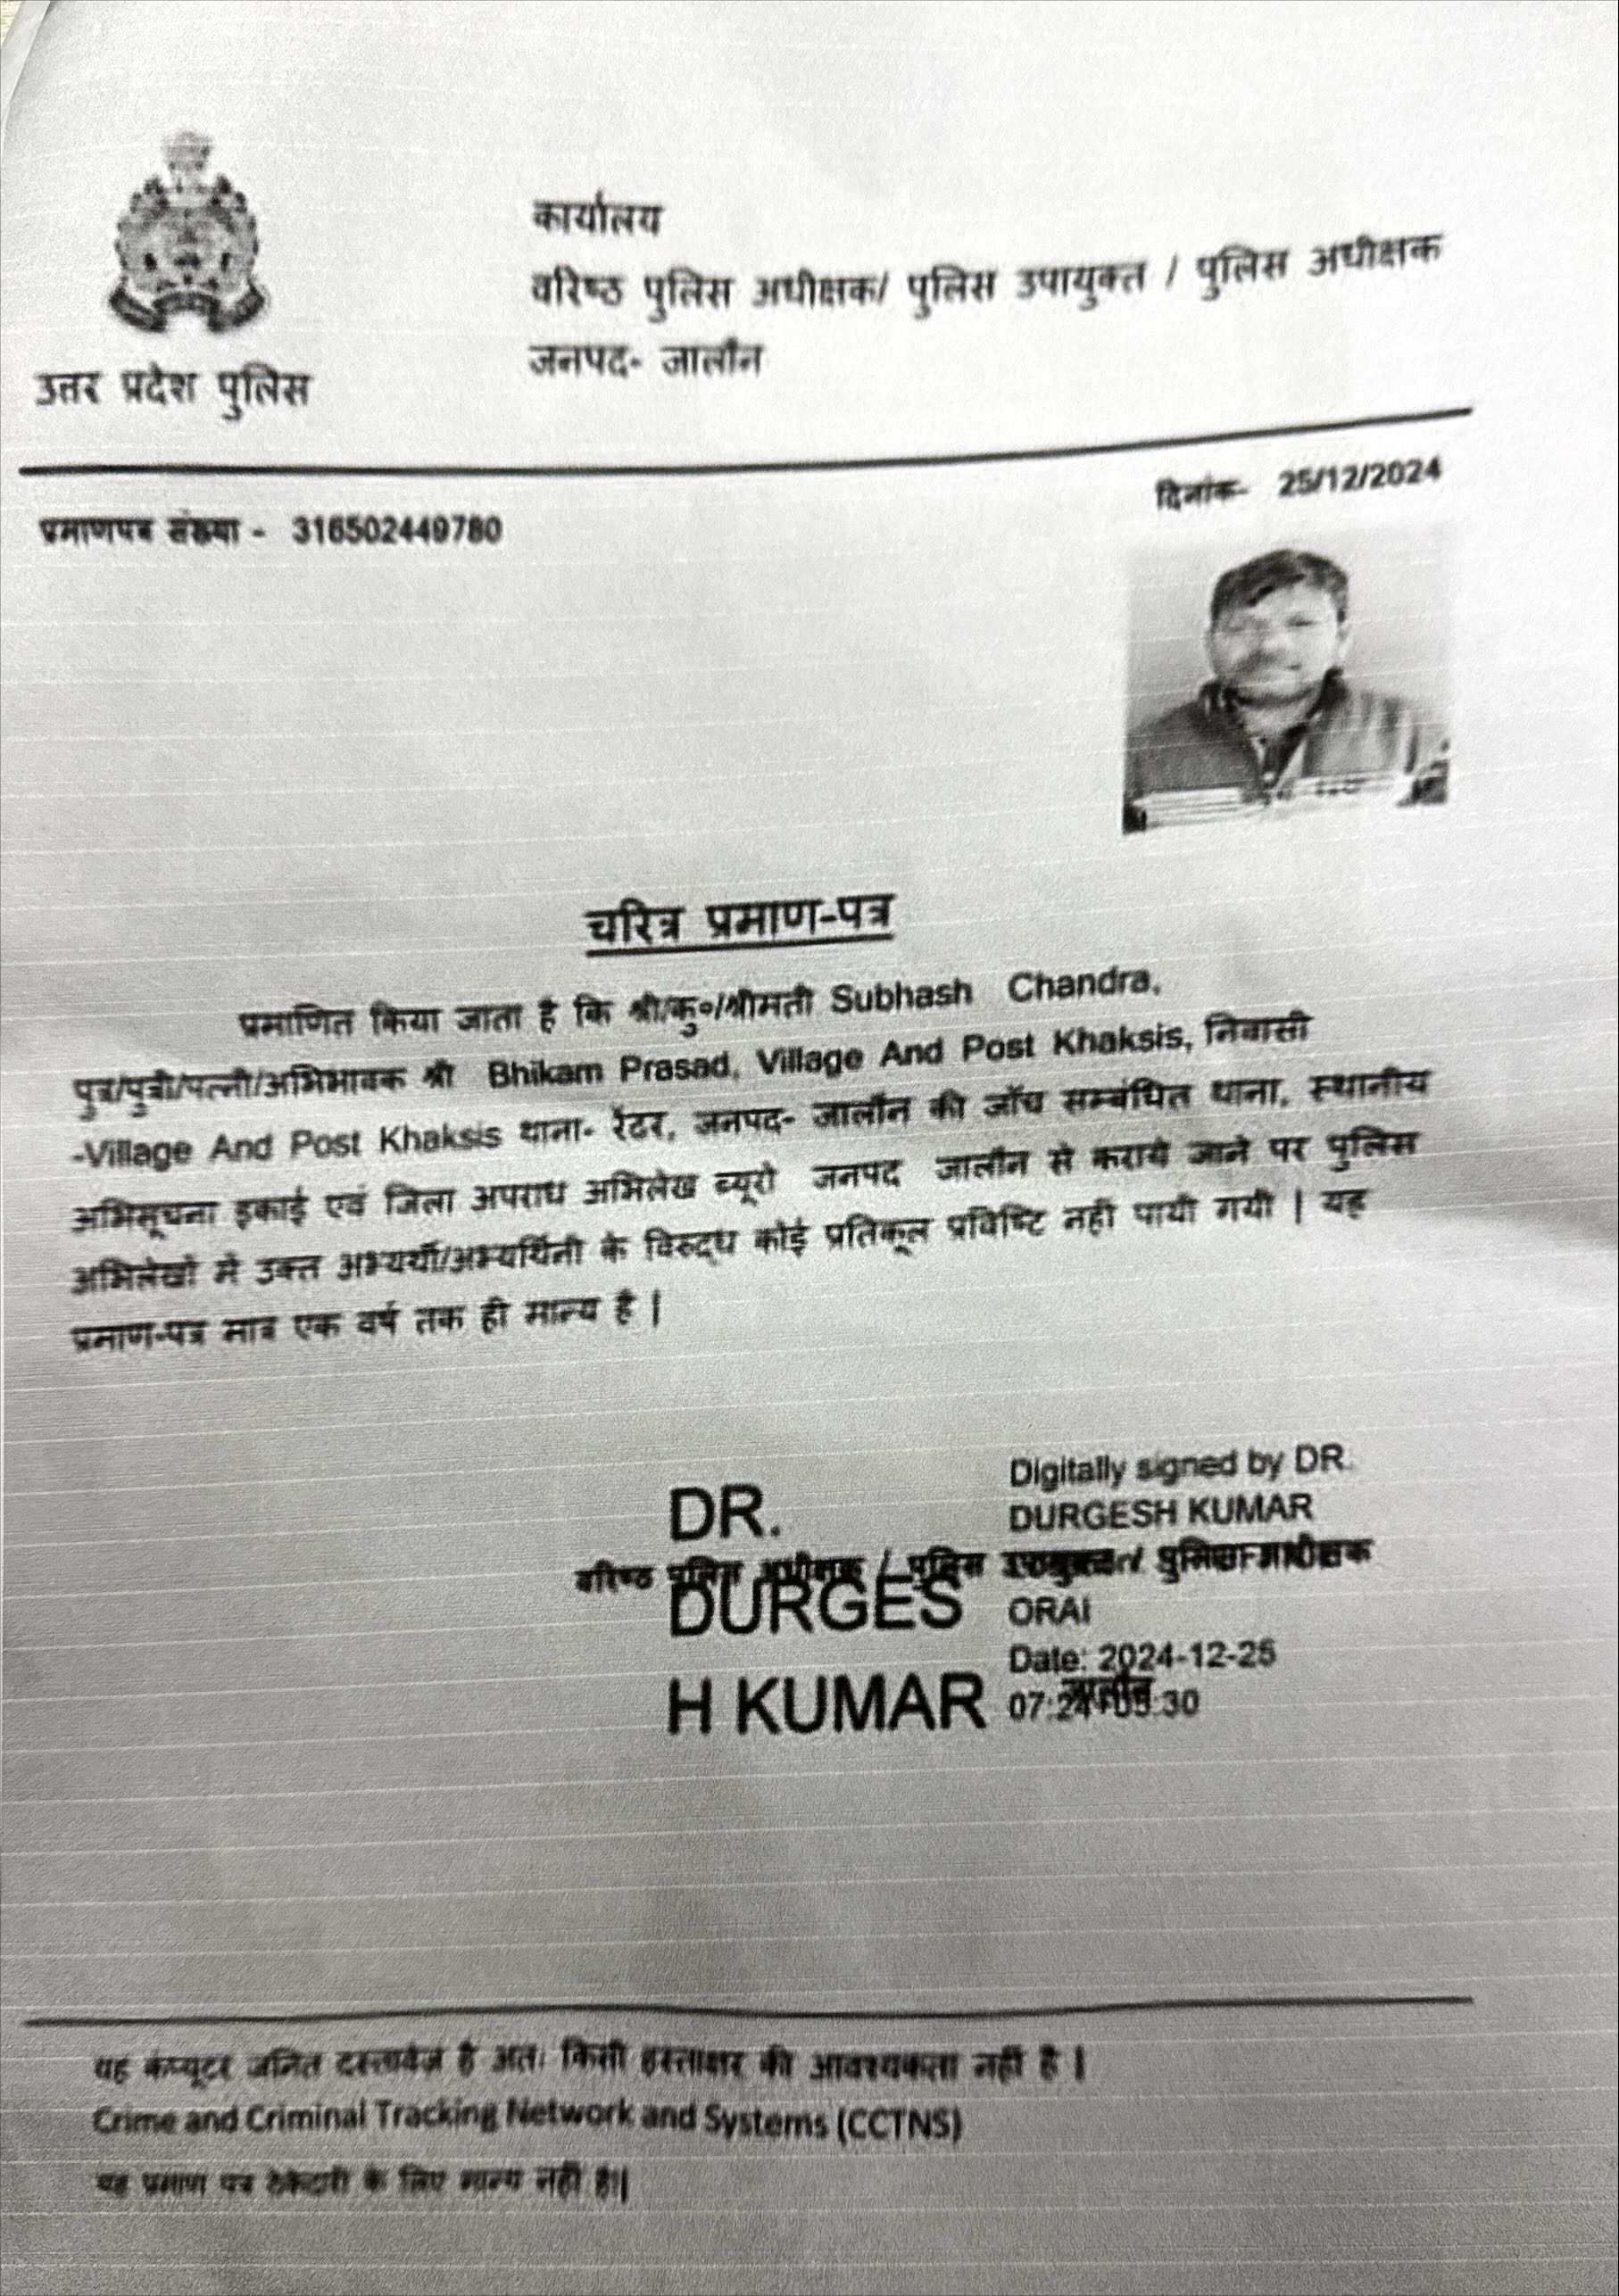 कार्यालय
वरिष्ठ पुलिस अधीक्षक/ पुलिस उपायुक्त / पुलिस अधीक्षक
जनपद- जालौन
उत्तर प्रदेश पुलिस
दिनांक- 25/12/2024
प्रमाणपत्र संख्या - 316502449780
चरित्र प्रमाण-पत्र
प्रमाणित किया जाता है कि श्री/कु०/श्रीमती Subhash Chandra,
पुत्र/पुत्री/पत्नी/अभिभावक श्री Bhikam Prasad, Village And Post Khaksis, निवासी
-Village And Post Khaksis थाना- रेंढर, जनपद- जालौन की जॉच सम्बंधित थाना, स्थानीय
अभिसूचना इकाई एवं जिला अपराध अभिलेख ब्यूरो जनपद जालौन से कराये जाने पर पुलिस
अभिलेखों में उक्त अभ्यर्थी/अभ्यर्थिनी के विरुद्ध कोई प्रतिकूल प्रविष्टि नही पायी गयी | यह
प्रमाण-पत्र मात्र एक वर्ष तक ही मान्य है |
Digitally signed by DR.
DURGESH KUMAR
DR.
वरिष्ठ पुलिस अधीक्षक / पुलिस उपायुक्त / पुलिस अधीक्षक
DURGES
ORAI
Date: 2024-12-25
H KUMAR
जालौन
07:24+05:30
यह कंप्यूटर जनित दस्तावेज है अतः किसी हस्ताक्षर की आवश्यकता नहीं है |
Crime and Criminal Tracking Network and Systems (CCTNS)
यह प्रमाण पत्र ठेकेदारी के लिए मान्य नहीं है||